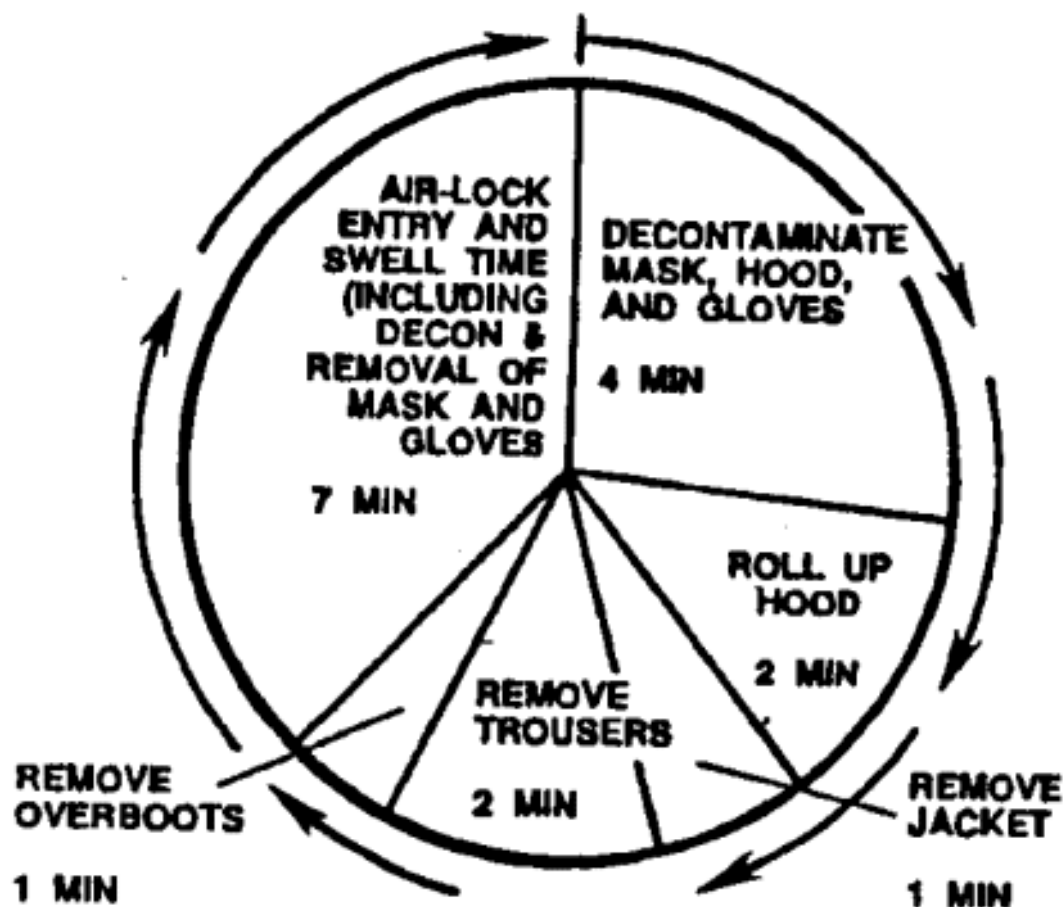 AIR-LOCK
ENTRY AND
SWELL TIME
(INCLUDING
DECON &
REMOVAL OF
MASK AND
GLOVES
7 MIN
DECONTAMINATE
MASK, HOOD,
AND GLOVES
4 MIN
ROLL UP
HOOD
2 MIN
REMOVE
TROUSERS
2 MIN
REMOVE
OVERBOOTS
1 MIN
REMOVE
JACKET
1 MIN